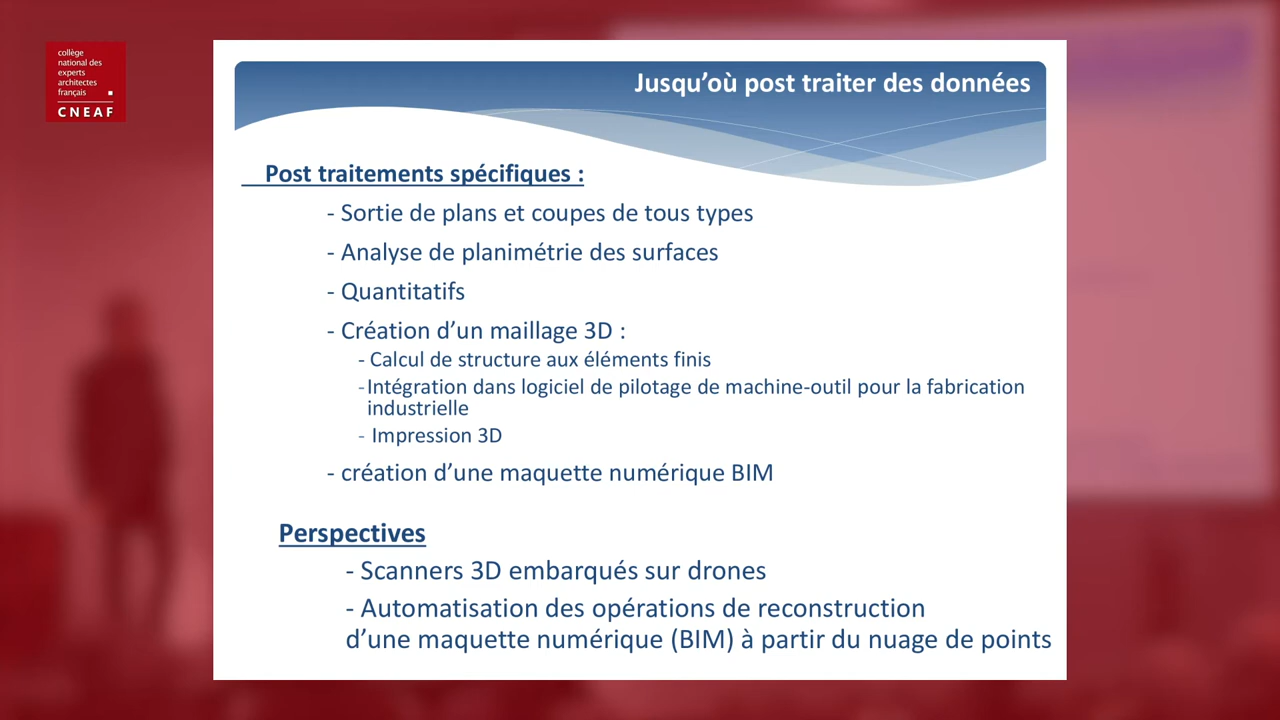 collège
national des
experts
architectes
français
CNEAF
Jusqu’où post traiter des données
Post traitements spécifiques :
- Sortie de plans et coupes de tous types
- Analyse de planimétrie des surfaces
- Quantitatifs
- Création d’un maillage 3D :
- Calcul de structure aux éléments finis
- Intégration dans logiciel de pilotage de machine-outil pour la fabrication
industrielle
- Impression 3D
- création d’une maquette numérique BIM
Perspectives
- Scanners 3D embarqués sur drones
- Automatisation des opérations de reconstruction
d’une maquette numérique (BIM) à partir du nuage de points